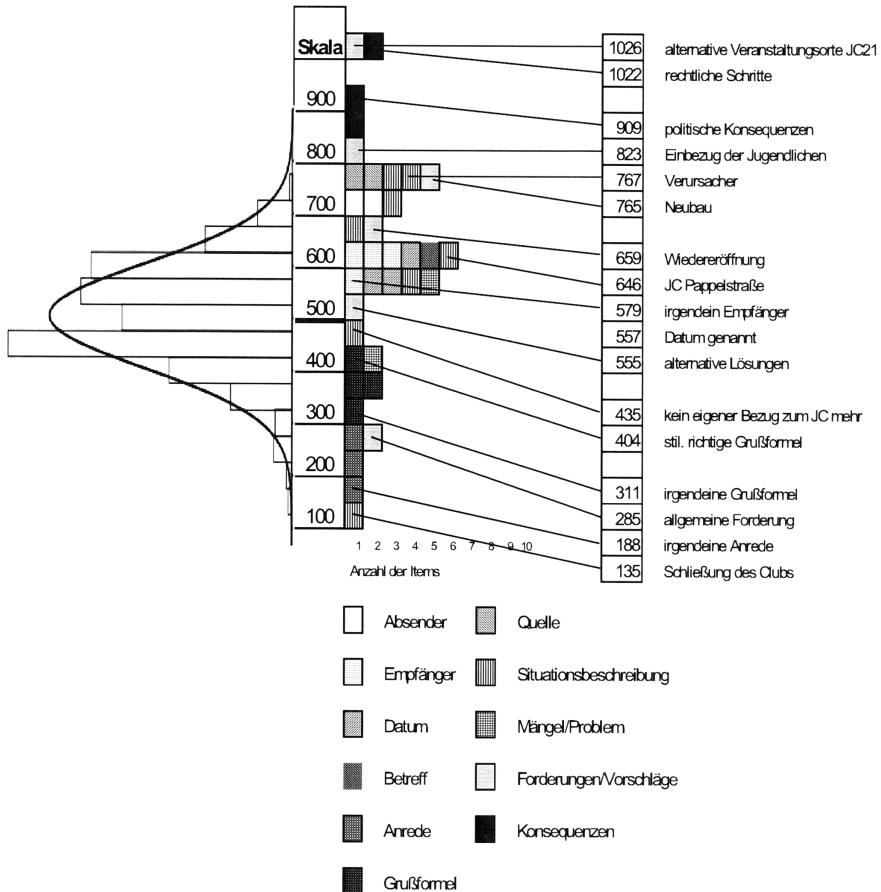 Skala
900
800
700
600
500
400
300
200
100
1 2 3 4 5 6 7 8 9 10
Anzahl der Items
1026 alternative Veranstaltungsorte JC21
1022 rechtliche Schritte
909 politische Konsequenzen
823 Einbezug der Jugendlichen
767 Verursacher
765 Neubau
659 Wiedereröffnung
646 JC Pappelstraße
579 irgendein Empfänger
557 Datum genannt
555 alternative Lösungen
435 kein eigener Bezug zum JC mehr
404 stil. richtige Grußformel
311 irgendeine Grußformel
285 allgemeine Forderung
188 irgendeine Anrede
135 Schließung des Clubs
Absender
Empfänger
Datum
Betreff
Anrede
Grußformel
Quelle
Situationsbeschreibung
Mängel/Problem
Forderungen/Vorschläge
Konsequenzen